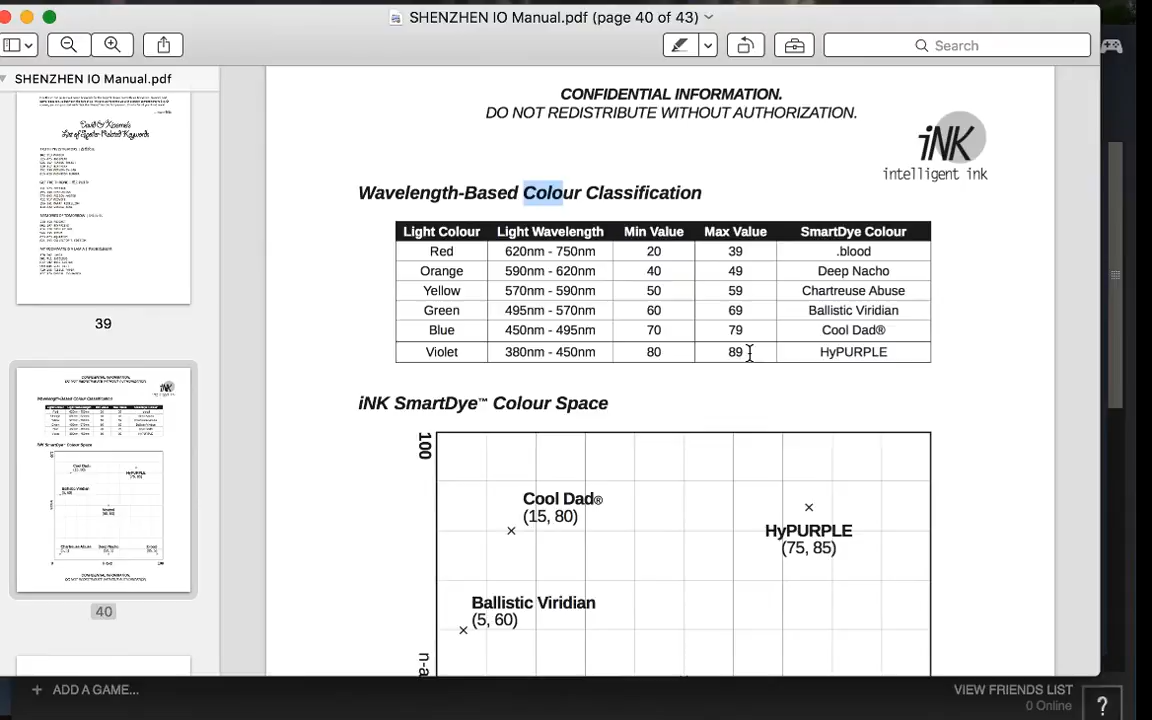 SHENZHEN IO Manual.pdf (page 40 of 43)
Search
SHENZHEN IO Manual.pdf
39
40
CONFIDENTIAL INFORMATION.
DO NOT REDISTRIBUTE WITHOUT AUTHORIZATION.
iNK
intelligent ink
Wavelength-Based Colour Classification
Light Colour Light Wavelength Min Value Max Value SmartDye Colour
Red 620nm - 750nm 20 39 .blood
Orange 590nm - 620nm 40 49 Deep Nacho
Yellow 570nm - 590nm 50 59 Chartreuse Abuse
Green 495nm - 570nm 60 69 Ballistic Viridian
Blue 450nm - 495nm 70 79 Cool Dad®
Violet 380nm - 450nm 80 89 HyPURPLE
iNK SmartDye™ Colour Space
100
Cool Dad®
(15, 80)
HyPURPLE
(75, 85)
Ballistic Viridian
(5, 60)
n-a
+ ADD A GAME...
VIEW FRIENDS LIST
0 Online
?